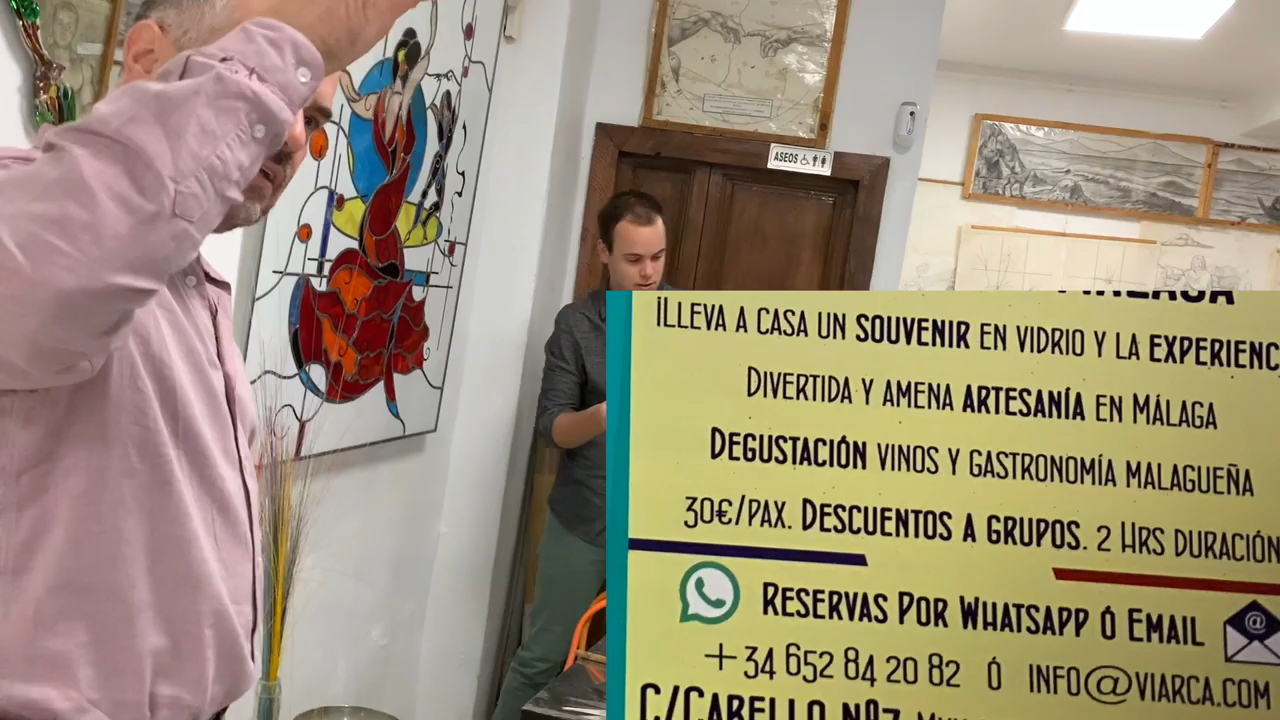 ASEOS
MÁLAGA
¡LLEVA A CASA UN SOUVENIR EN VIDRIO Y LA EXPERIENC
DIVERTIDA Y AMENA ARTESANÍA EN MÁLAGA
DEGUSTACIÓN VINOS Y GASTRONOMÍA MALAGUEÑA
30€/PAX. DESCUENTOS A GRUPOS. 2 HRS DURACIÓN
RESERVAS POR WHATSAPP Ó EMAIL
@
+34 652 84 20 82 Ó INFO@VIARCA.COM
C/CABELLO Nº7